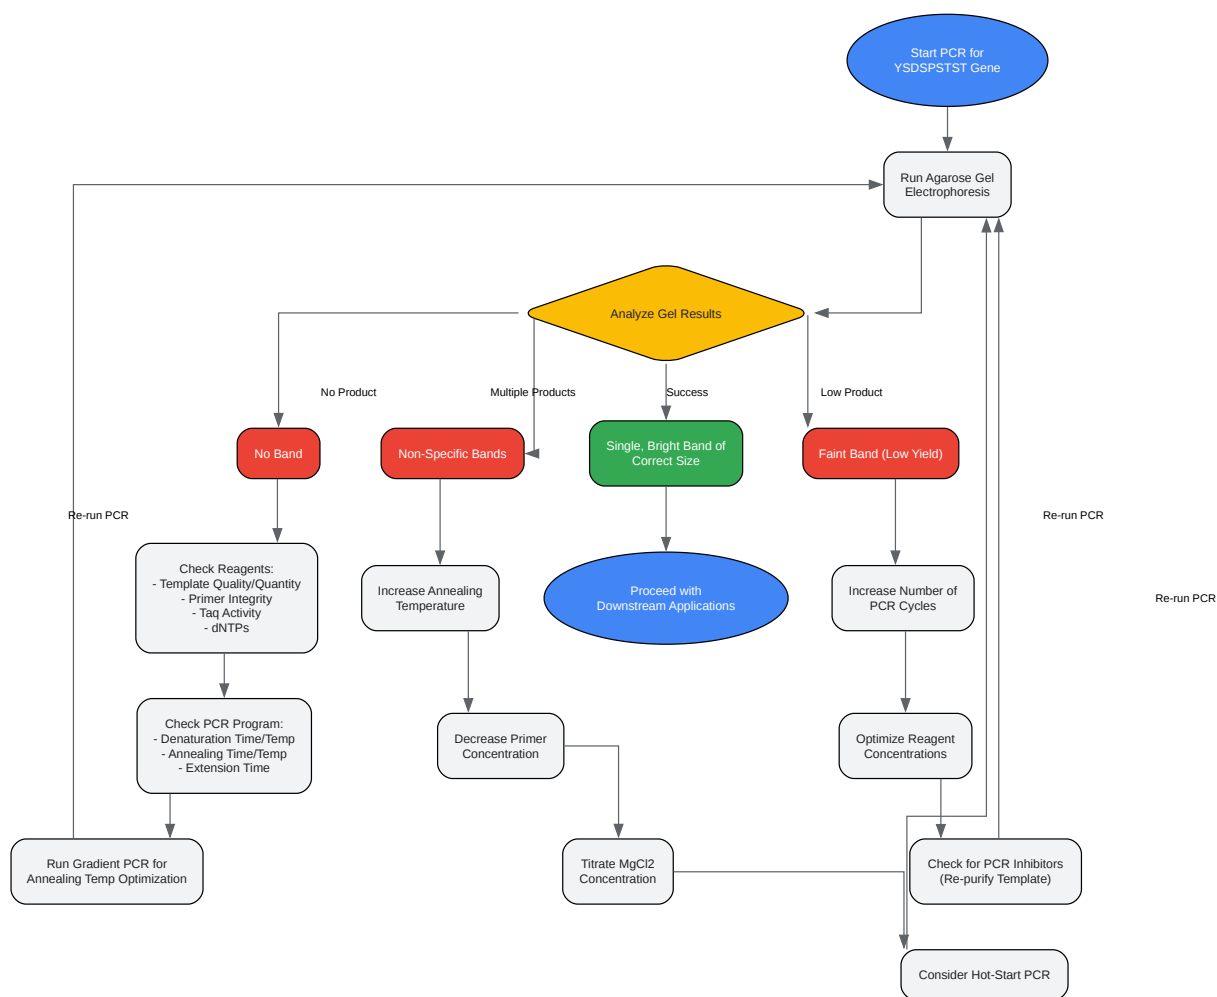 Start PCR for
YSDSPSTST Gene
Run Agarose Gel
Electrophoresis
Analyze Gel Results
No Product
Multiple Products
Success
Low Product
No Band
Non-Specific Bands
Single, Bright Band of
Correct Size
Faint Band (Low Yield)
Re-run PCR
Re-run PCR
Check Reagents:
- Template Quality/Quantity
- Primer Integrity
- Taq Activity
- dNTPs
Increase Annealing
Temperature
Proceed with
Downstream Applications
Increase Number of
PCR Cycles
Re-run PCR
Check PCR Program:
- Denaturation Time/Temp
- Annealing Time/Temp
- Extension Time
Decrease Primer
Concentration
Optimize Reagent
Concentrations
Run Gradient PCR for
Annealing Temp Optimization
Titrate MgCl2
Concentration
Check for PCR Inhibitors
(Re-purify Template)
Consider Hot-Start PCR